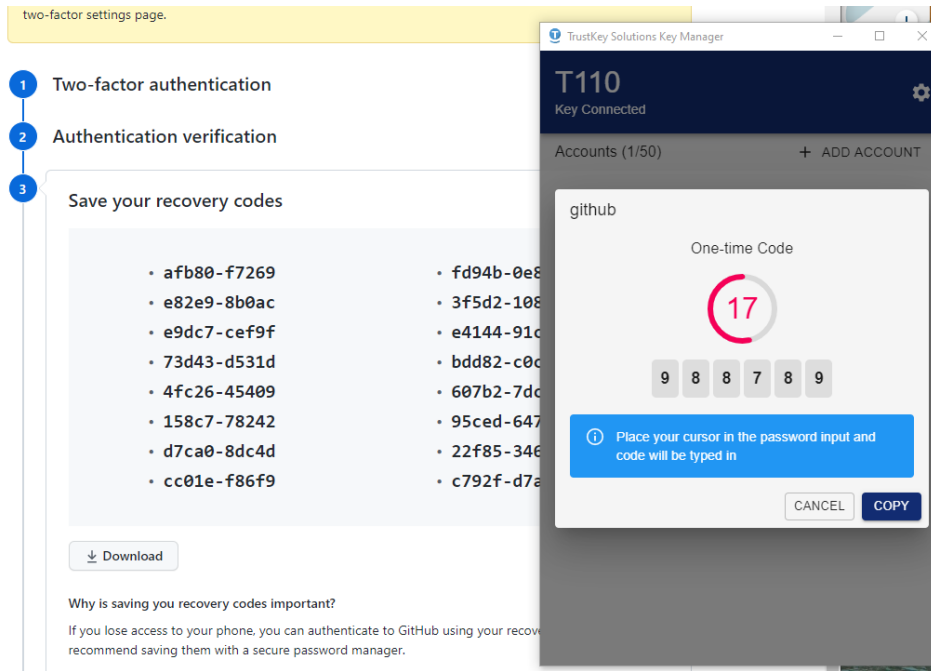 two-factor settings page.
1
Two-factor authentication
2
Authentication verification
3
Save your recovery codes
• afb80-f7269
• e82e9-8b0ac
• e9dc7-cef9f
• 73d43-d531d
• 4fc26-45409
• 158c7-78242
• d7ca0-8dc4d
• cc01e-f86f9
• fd94b-0e8
• 3f5d2-108
• e4144-91c
• bdd82-c0c
• 607b2-7dc
• 95ced-647
• 22f85-346
• c792f-d7a
Download
Why is saving you recovery codes important?
If you lose access to your phone, you can authenticate to GitHub using your recove
recommend saving them with a secure password manager.
TrustKey Solutions Key Manager
T110
Key Connected
Accounts (1/50)
+ ADD ACCOUNT
github
One-time Code
17
9 8 8 7 8 9
Place your cursor in the password input and
code will be typed in
CANCEL
COPY